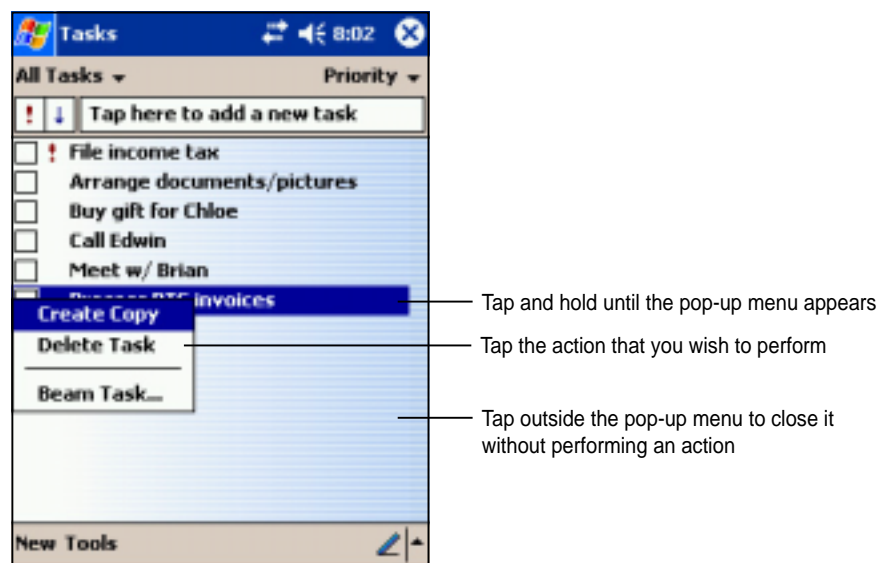 Tasks 8:02
All Tasks Priority
Tap here to add a new task
File income tax
Arrange documents/pictures
Buy gift for Chloe
Call Edwin
Meet w/ Brian
invoices
Tap and hold until the pop-up menu appears
Create Copy
Delete Task
Tap the action that you wish to perform
Beam Task...
Tap outside the pop-up menu to close it
without performing an action
New Tools